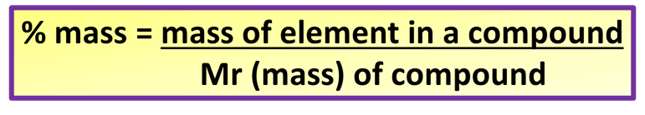 % mass = mass of element in a compound
Mr (mass) of compound